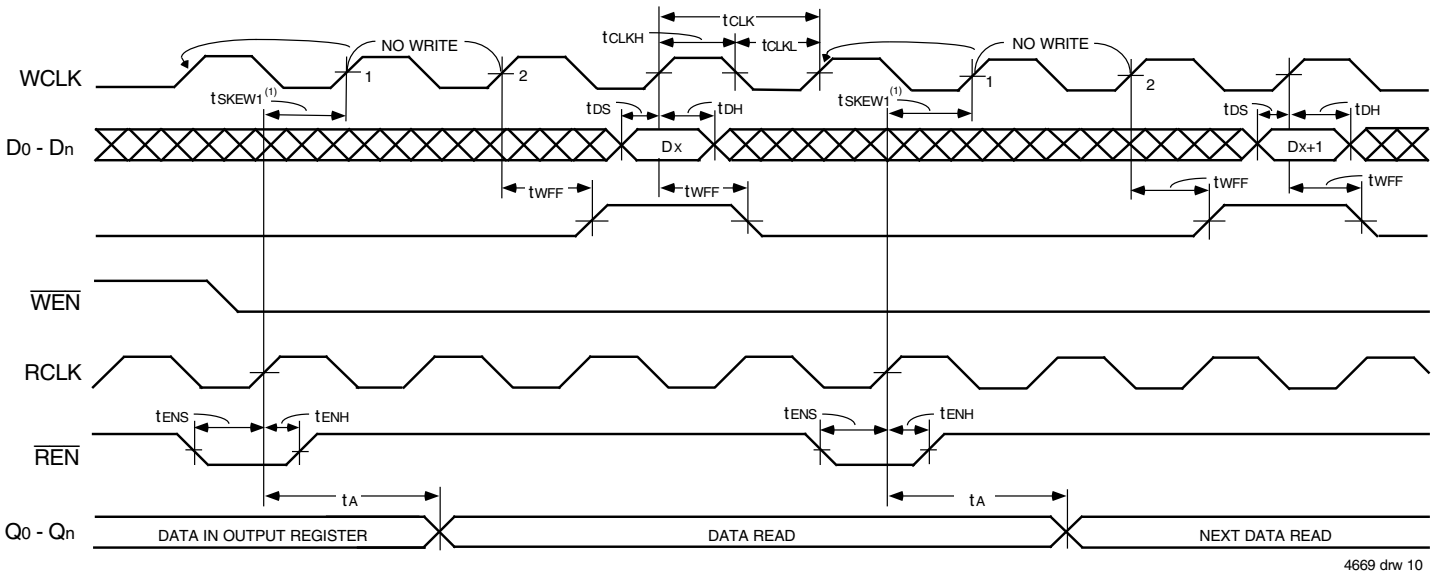 tCLK
tCLKH
tCLKL
NO WRITE
NO WRITE
WCLK
1
2
1
2
tSKEW1(1)
tDS
tDH
tSKEW1(1)
tDS
tDH
D0 - Dn
DX
DX+1
tWFF
tWFF
tWFF
tWFF
WEN
RCLK
tENS
tENH
tENS
tENH
REN
tA
tA
Q0 - Qn
DATA IN OUTPUT REGISTER
DATA READ
NEXT DATA READ
4669 drw 10